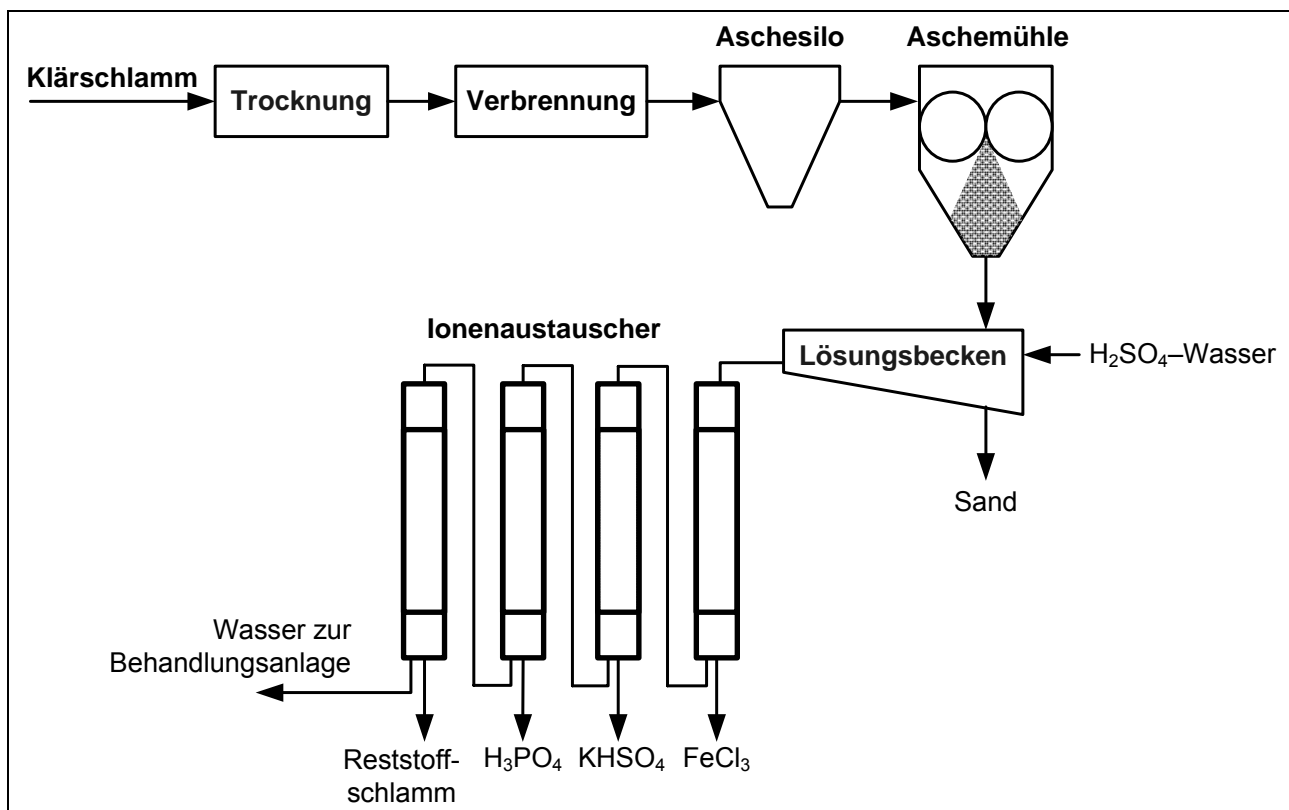 Aschesilo
Aschemühle
Klärschlamm
Trocknung
Verbrennung
Ionenaustauscher
Lösungsbecken
H₂SO₄–Wasser
Sand
Wasser zur
Behandlungsanlage
Reststoff-
schlamm
H₃PO₄
KHSO₄
FeCl₃